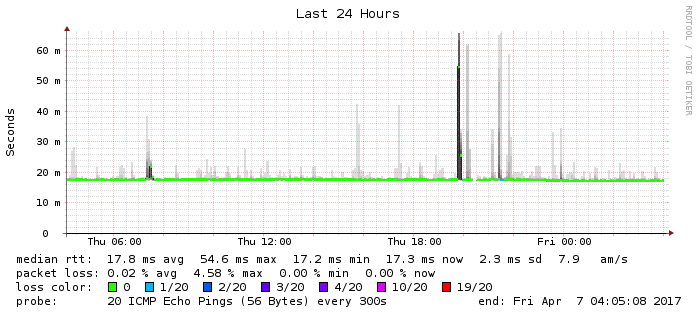 Last 24 Hours
RRDTOOL / TOBI OETIKER
Seconds
60 m
50 m
40 m
30 m
20 m
10 m
0
Thu 06:00 Thu 12:00 Thu 18:00 Fri 00:00
median rtt: 17.8 ms avg 54.6 ms max 17.2 ms min 17.3 ms now 2.3 ms sd 7.9 am/s
packet loss: 0.02 % avg 4.58 % max 0.00 % min 0.00 % now
loss color: 0 1/20 2/20 3/20 4/20 10/20 19/20
probe: 20 ICMP Echo Pings (56 Bytes) every 300s end: Fri Apr 7 04:05:08 2017